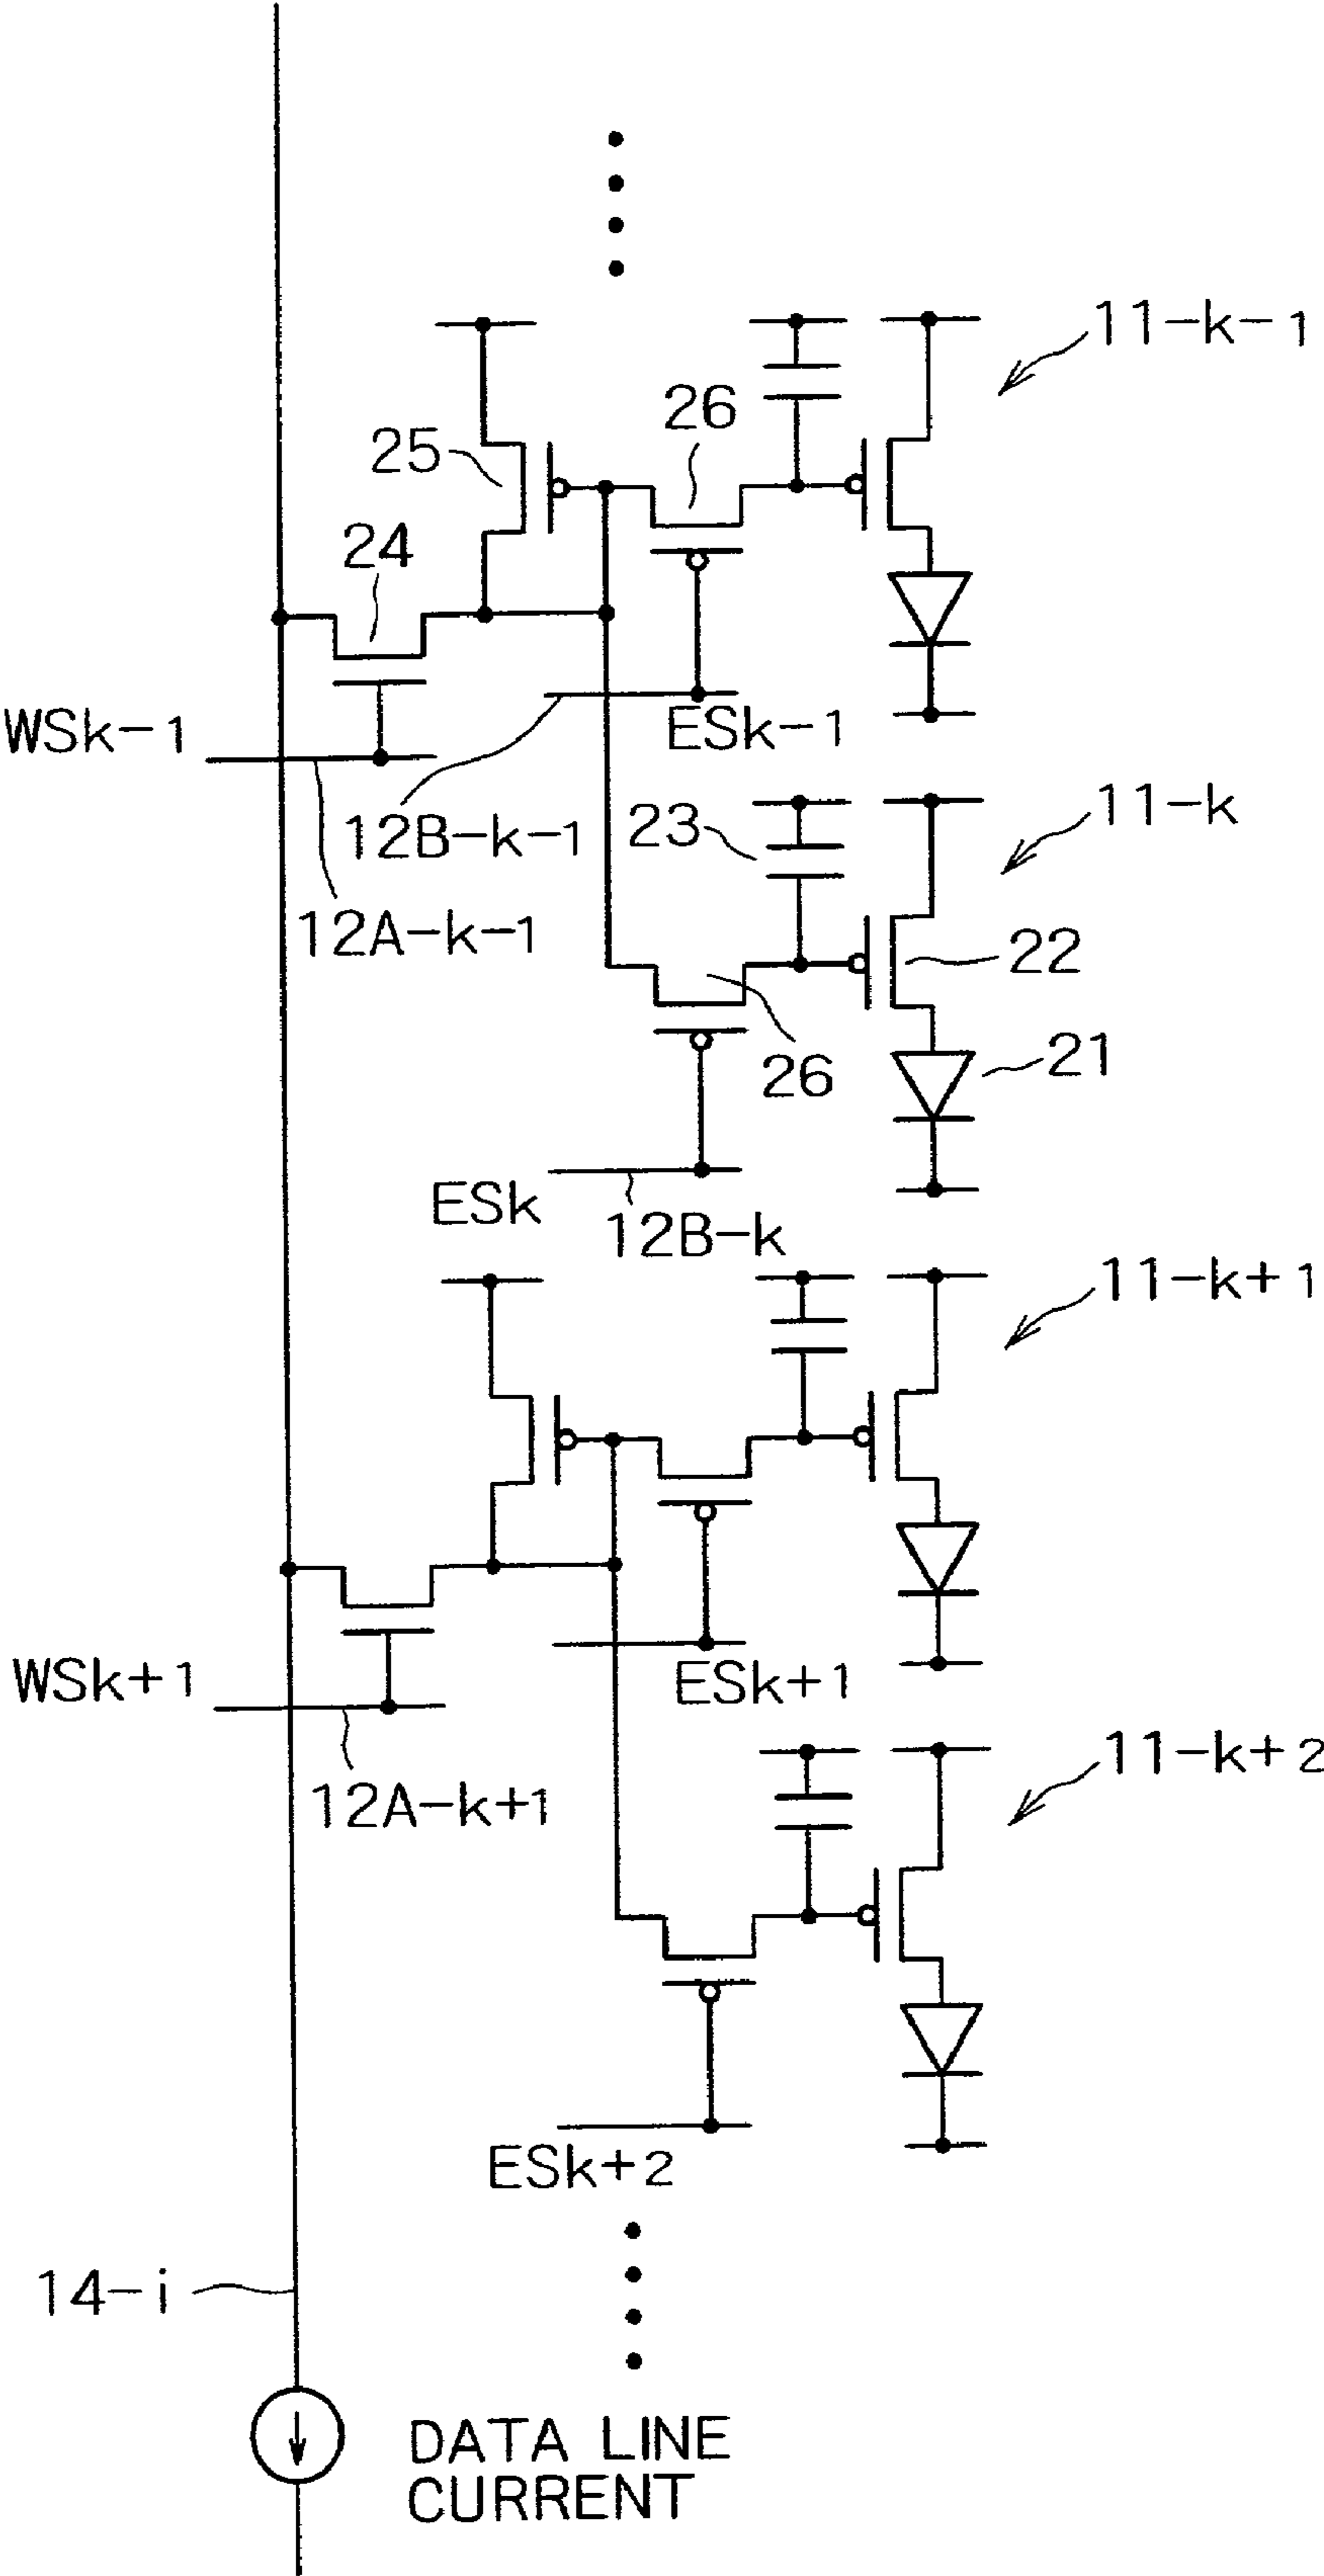 11-k-1
26
25
24
WSk-1
ESk-1
12B-k-1
23
11-k
12A-k-1
22
26
21
ESk
12B-k
11-k+1
WSk+1
ESk+1
12A-k+1
11-k+2
ESk+2
14-i
DATA LINE
CURRENT